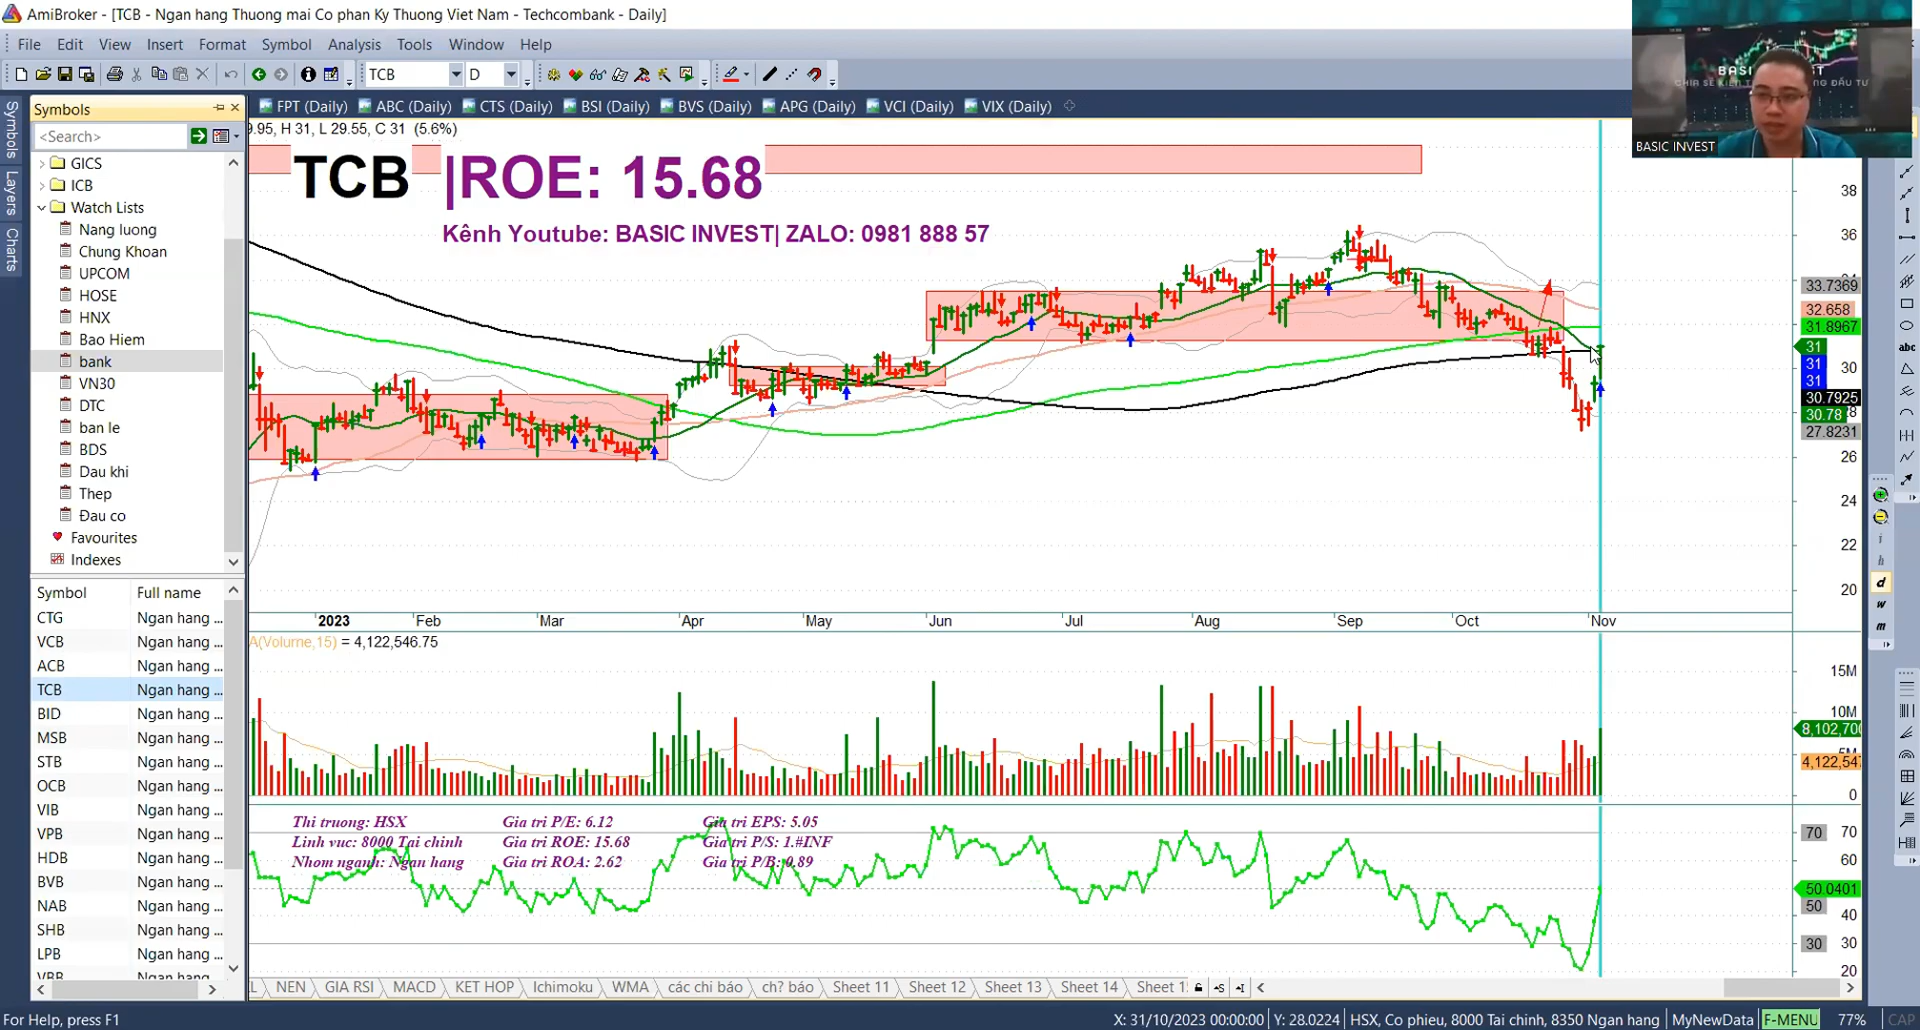 AmiBroker - [TCB - Ngan hang Thuong mai Co phan Ky Thuong Viet Nam - Techcombank - Daily]
File Edit View Insert Format Symbol Analysis Tools Window Help
TCB D
BASIC INVEST
Symbols
<Search>
FPT (Daily) ABC (Daily) CTS (Daily) BSI (Daily) BVS (Daily) APG (Daily) VCI (Daily) VIX (Daily)
Symbols
Layers
Charts
GICS
ICB
Watch Lists
Nang luong
Chung Khoan
UPCOM
HOSE
HNX
Bao Hiem
bank
VN30
DTC
ban le
BDS
Dau khi
Thep
Đau co
Favourites
Indexes
Symbol Full name
CTG Ngan hang ...
VCB Ngan hang ...
ACB Ngan hang ...
TCB Ngan hang ...
BID Ngan hang ...
MSB Ngan hang ...
STB Ngan hang ...
OCB Ngan hang ...
VIB Ngan hang ...
VPB Ngan hang ...
HDB Ngan hang ...
BVB Ngan hang ...
NAB Ngan hang ...
SHB Ngan hang ...
LPB Ngan hang ...
9.95, H 31, L 29.55, C 31 (5.6%)
TCB |ROE: 15.68
Kênh Youtube: BASIC INVEST| ZALO: 0981 888 57
38
36
33.7369
32.658
31.8967
31
30
31
31
30.7925
30.78
27.8231
26
24
22
20
2023 Feb Mar Apr May Jun Jul Aug Sep Oct Nov
A(Volume,15) = 4,122,546.75
15M
10M
8,102,700
4,122,547
0
Thi truong: HSX Gia tri P/E: 6.12 Gia tri EPS: 5.05
Linh vuc: 8000 Tai chinh Gia tri ROE: 15.68 Gia tri P/S: 1.#INF
Nhom nganh: Ngan hang Gia tri ROA: 2.62 Gia tri P/B: 0.89
70 70
60
50.0401
50
40
30 30
20
abc
i
h
d
w
m
NEN GIA RSI MACD KET HOP Ichimoku WMA các chi báo ch? báo Sheet 11 Sheet 12 Sheet 13 Sheet 14 Sheet 1
For Help, press F1
X: 31/10/2023 00:00:00 Y: 28.0224 HSX, Co phieu, 8000 Tai chinh, 8350 Ngan hang MyNewData F-MENU 77% CAP